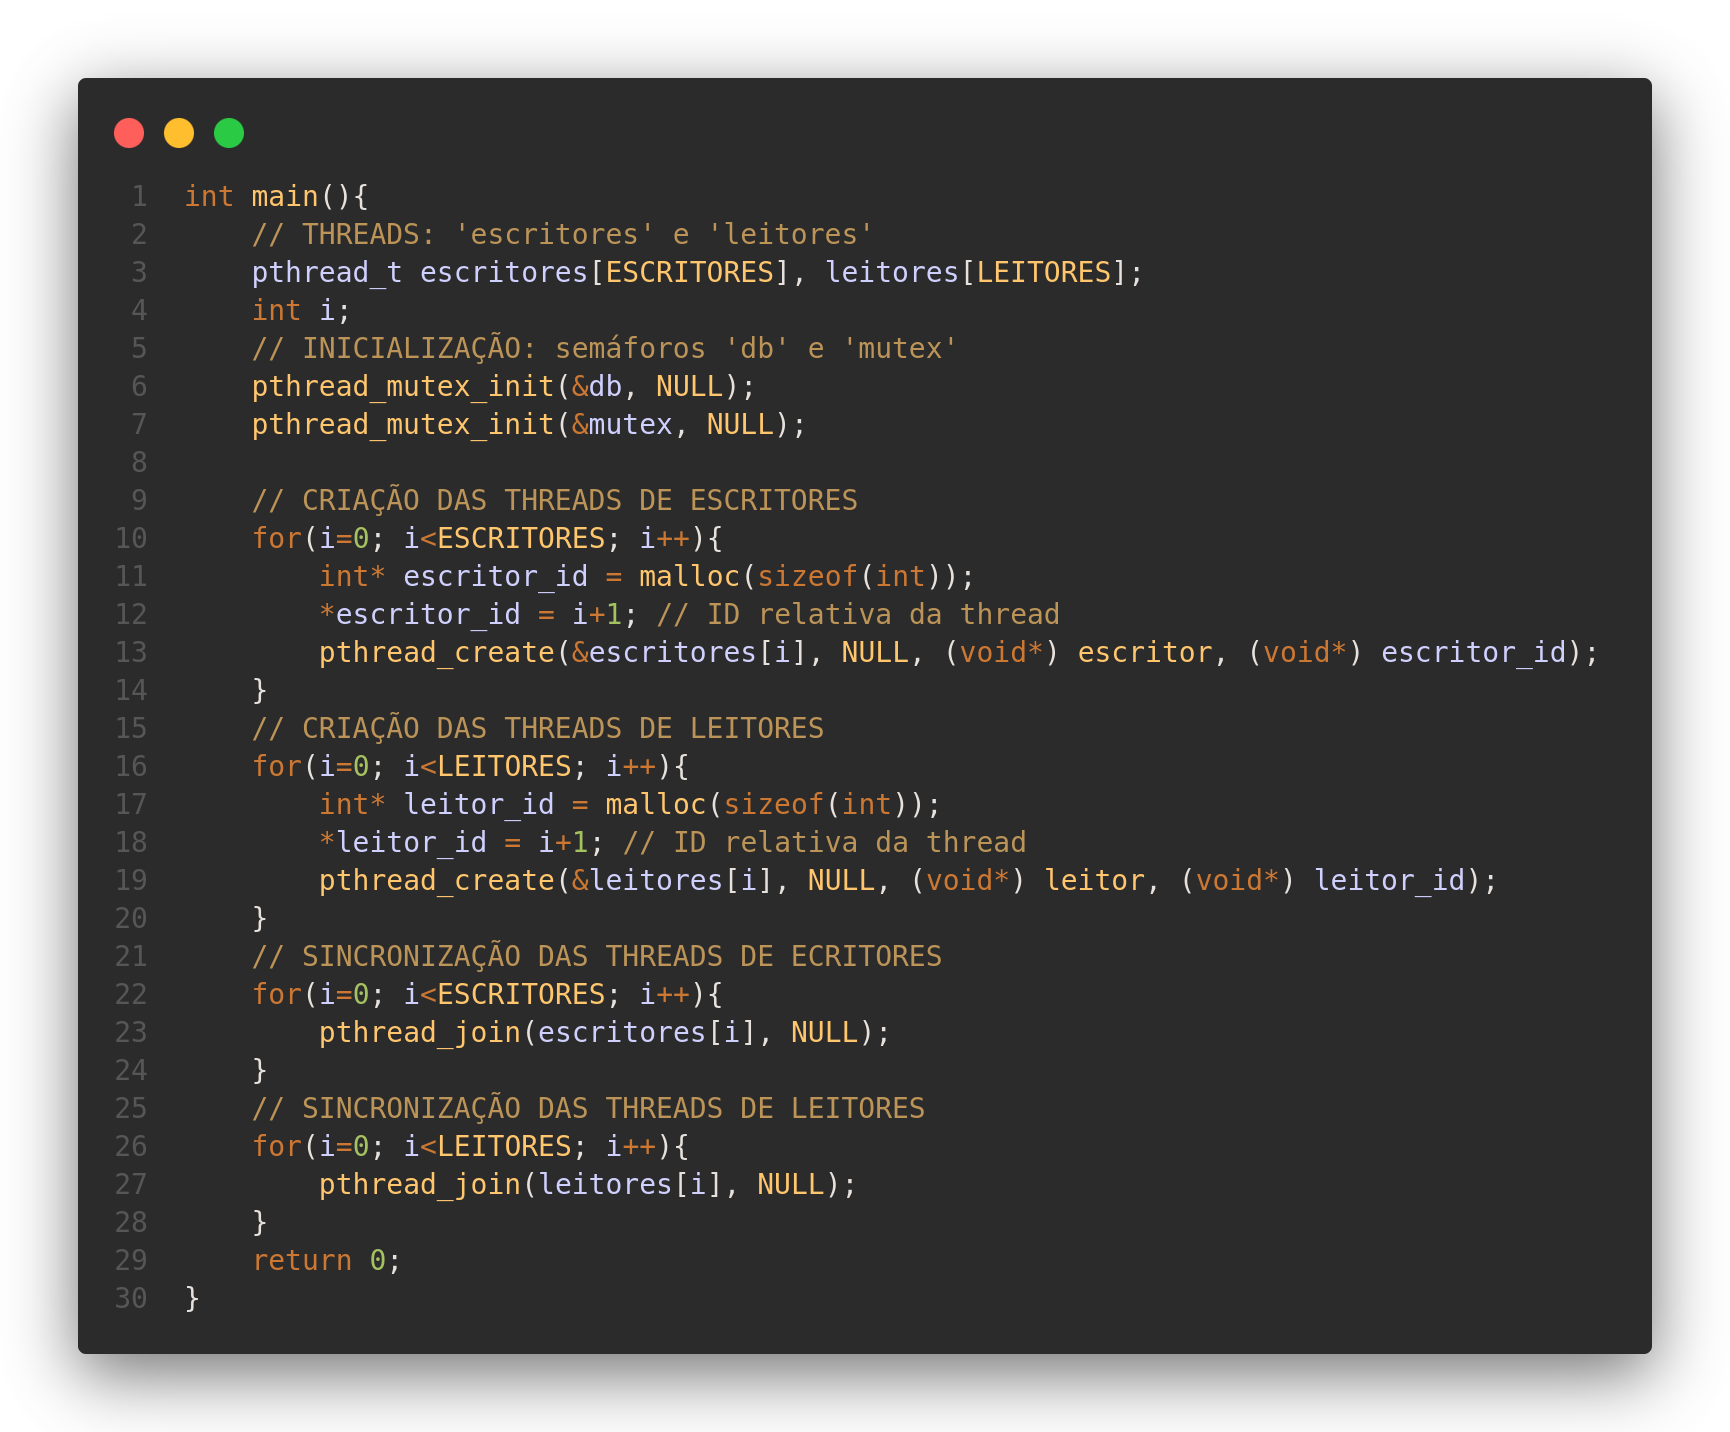 1 int main(){
2     // THREADS: 'escritores' e 'leitores'
3     pthread_t escritores[ESCRITORES], leitores[LEITORES];
4     int i;
5     // INICIALIZAÇÃO: semáforos 'db' e 'mutex'
6     pthread_mutex_init(&db, NULL);
7     pthread_mutex_init(&mutex, NULL);
8
9     // CRIAÇÃO DAS THREADS DE ESCRITORES
10     for(i=0; i<ESCRITORES; i++){
11         int* escritor_id = malloc(sizeof(int));
12         *escritor_id = i+1; // ID relativa da thread
13         pthread_create(&escritores[i], NULL, (void*) escritor, (void*) escritor_id);
14     }
15     // CRIAÇÃO DAS THREADS DE LEITORES
16     for(i=0; i<LEITORES; i++){
17         int* leitor_id = malloc(sizeof(int));
18         *leitor_id = i+1; // ID relativa da thread
19         pthread_create(&leitores[i], NULL, (void*) leitor, (void*) leitor_id);
20     }
21     // SINCRONIZAÇÃO DAS THREADS DE ECRITORES
22     for(i=0; i<ESCRITORES; i++){
23         pthread_join(escritores[i], NULL);
24     }
25     // SINCRONIZAÇÃO DAS THREADS DE LEITORES
26     for(i=0; i<LEITORES; i++){
27         pthread_join(leitores[i], NULL);
28     }
29     return 0;
30 }